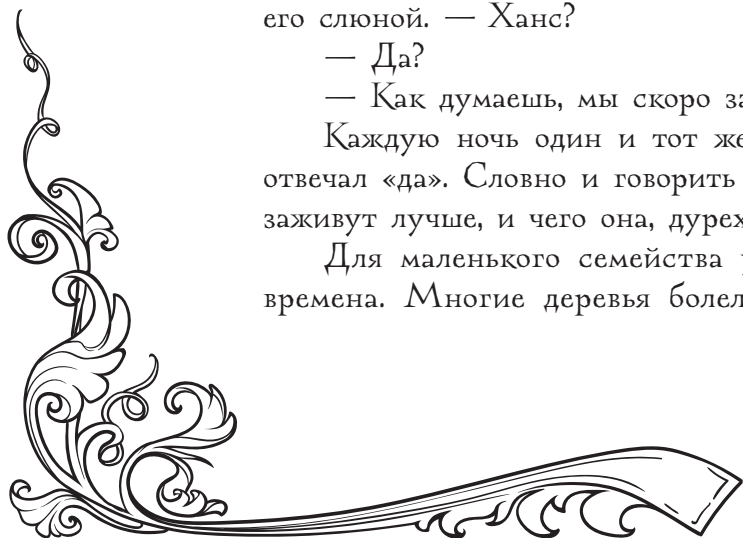 его слюной. — Ханс?
— Да?
— Как думаешь, мы скоро за
Каждую ночь один и тот же
отвечал «да». Словно и говорить
заживут лучше, и чего она, дурех
Для маленького семейства
времена. Многие деревья болел